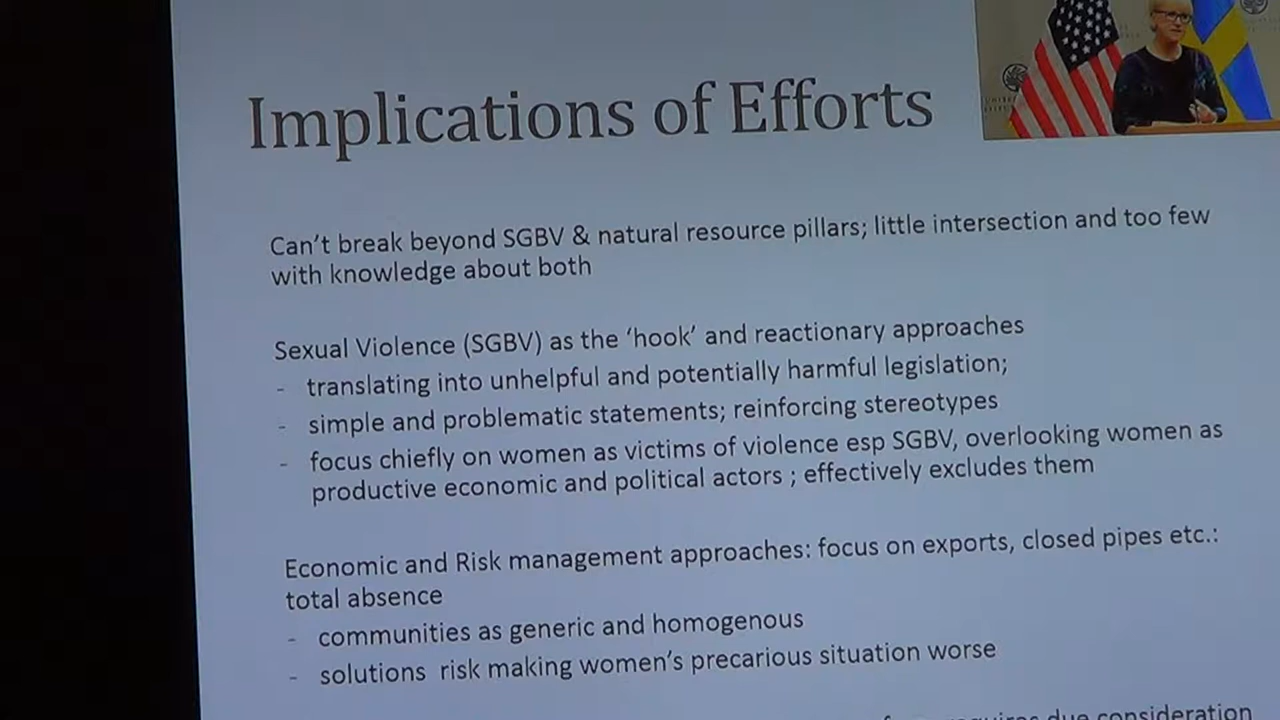 Implications of Efforts
Can't break beyond SGBV & natural resource pillars; little intersection and too few
with knowledge about both
Sexual Violence (SGBV) as the 'hook' and reactionary approaches
- translating into unhelpful and potentially harmful legislation;
- simple and problematic statements; reinforcing stereotypes
- focus chiefly on women as victims of violence esp SGBV, overlooking women as
productive economic and political actors ; effectively excludes them
Economic and Risk management approaches: focus on exports, closed pipes etc.:
total absence
- communities as generic and homogenous
- solutions risk making women's precarious situation worse
requires due consideration